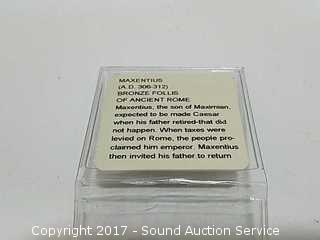 MAXENTIUS
(A.D. 306-312)
BRONZE FOLLIS
OF ANCIENT ROME
Maxentius, the son of Maximian,
expected to be made Caesar
when his father retired-that did
not happen. When taxes were
levied on Rome, the people pro-
claimed him emperor. Maxentius
then invited his father to return
Copyright 2017 - Sound Auction Service